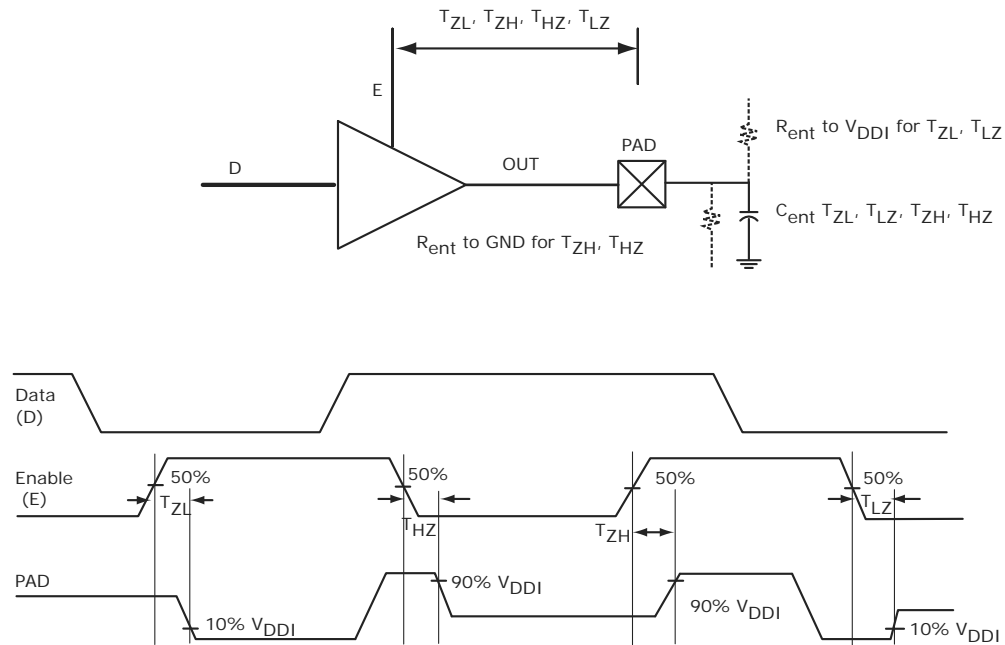 TZL, TZH, THZ, TLZ
E
D
OUT
PAD
Rent to VDDI for TZL, TLZ
Cent TZL, TLZ, TZH, THZ
Rent to GND for TZH, THZ
Data
(D)
Enable
(E)
50%
50%
50%
50%
TZL
THZ
TZH
TLZ
PAD
10% VDDI
90% VDDI
90% VDDI
10% VDDI